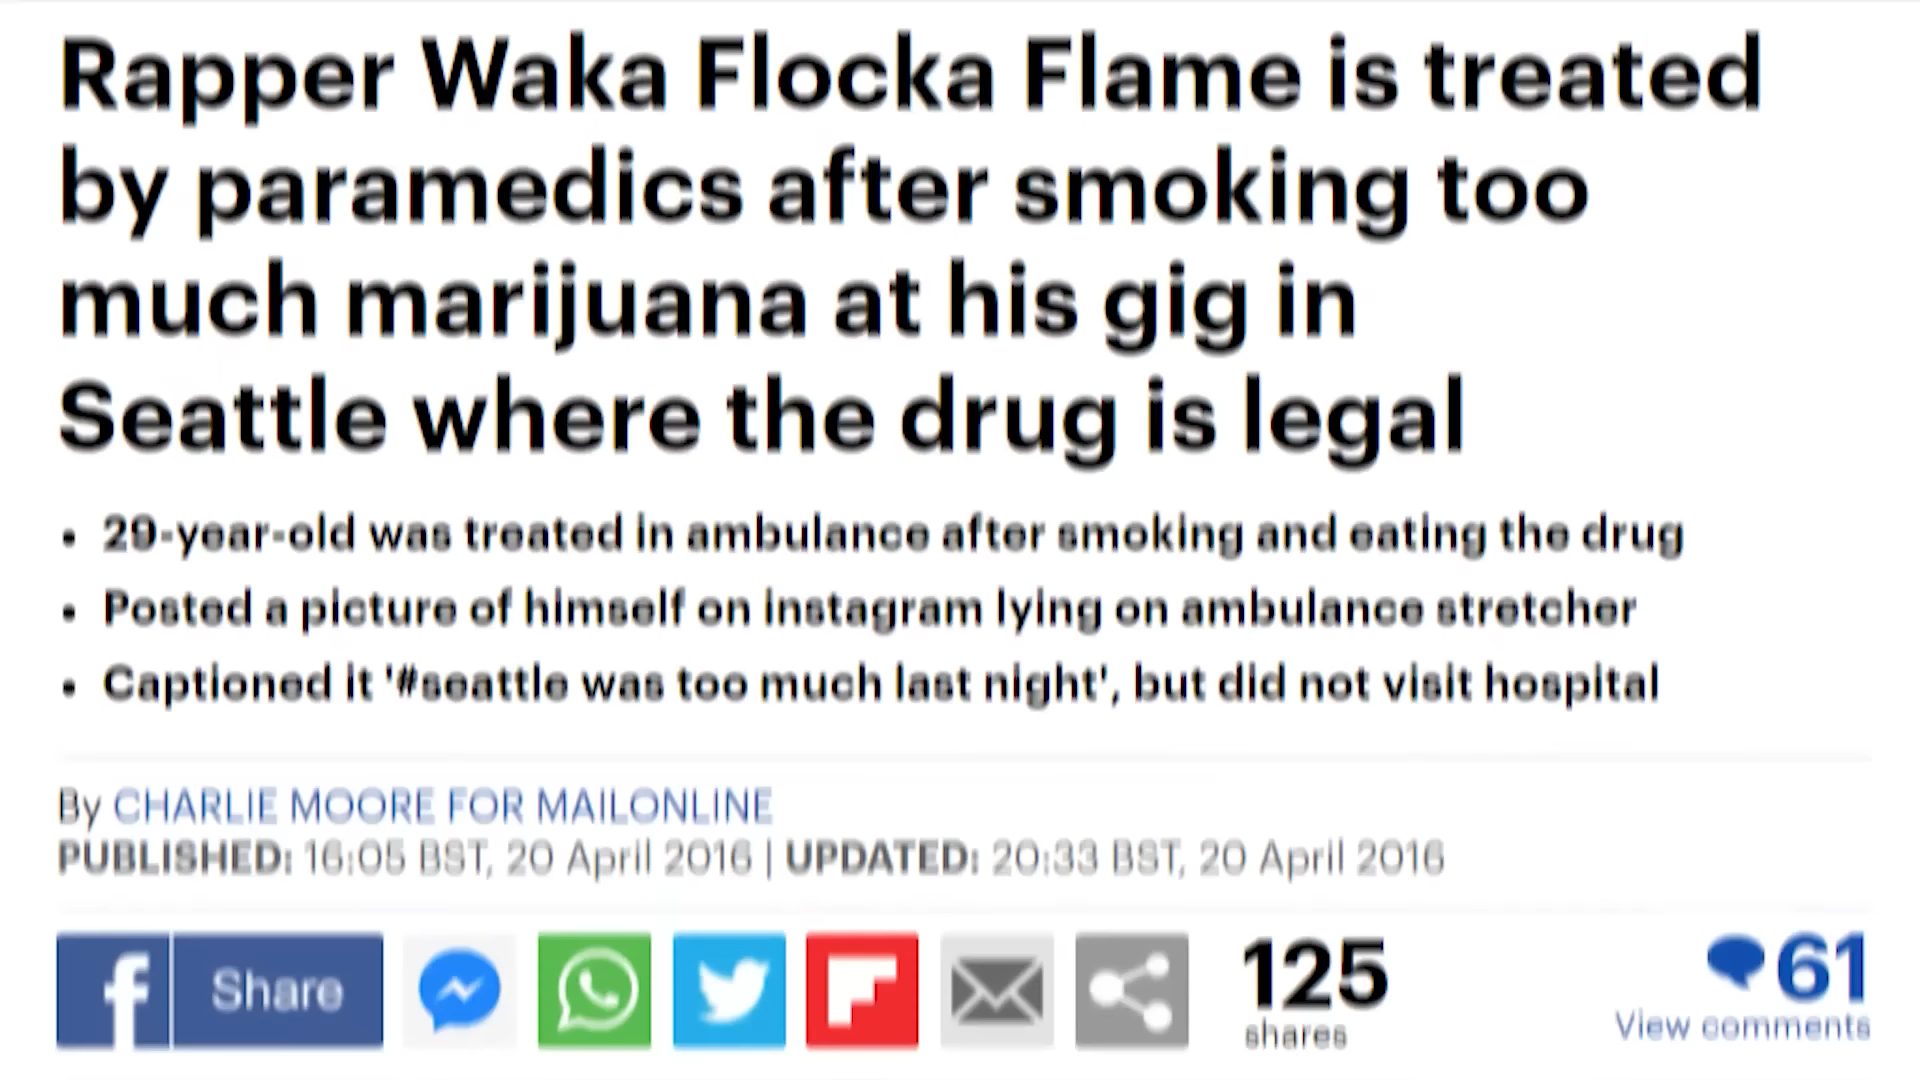 Rapper Waka Flocka Flame is treated
by paramedics after smoking too
much marijuana at his gig in
Seattle where the drug is legal
• 29-year-old was treated in ambulance after smoking and eating the drug
• Posted a picture of himself on instagram lying on ambulance stretcher
• Captioned it '#seattle was too much last night', but did not visit hospital
By CHARLIE MOORE FOR MAILONLINE
PUBLISHED: 16:05 BST, 20 April 2016 | UPDATED: 20:33 BST, 20 April 2016
Share
125
shares
61
View comments